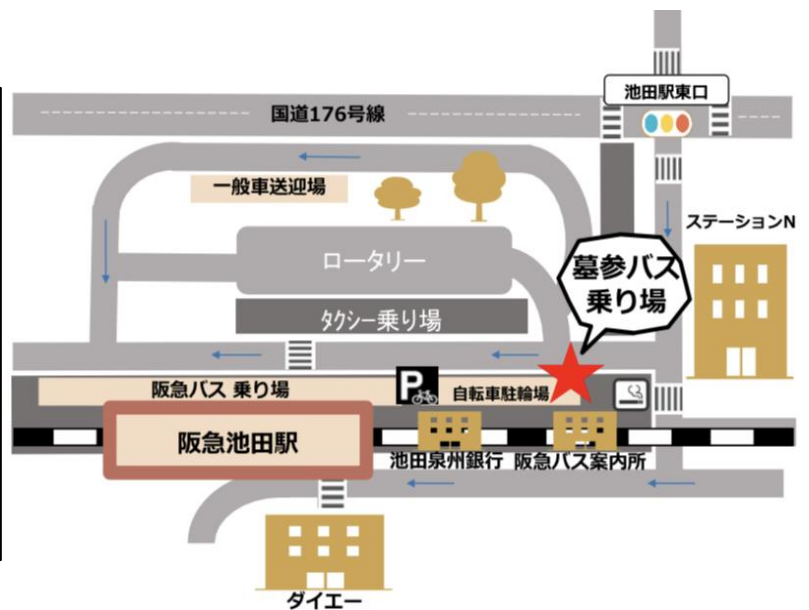 池田駅東口
国道176号線
一般車送迎場
ステーションN
ロータリー
墓参バス
乗り場
タクシー乗り場
P
阪急バス 乗り場
自転車駐輪場
阪急池田駅
池田泉州銀行
阪急バス案内所
ダイエー